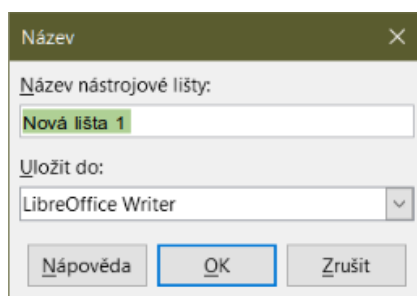 Název
Název nástrojové lišty:
Nová lišta 1
Uložit do:
LibreOffice Writer
Nápověda OK Zrušit